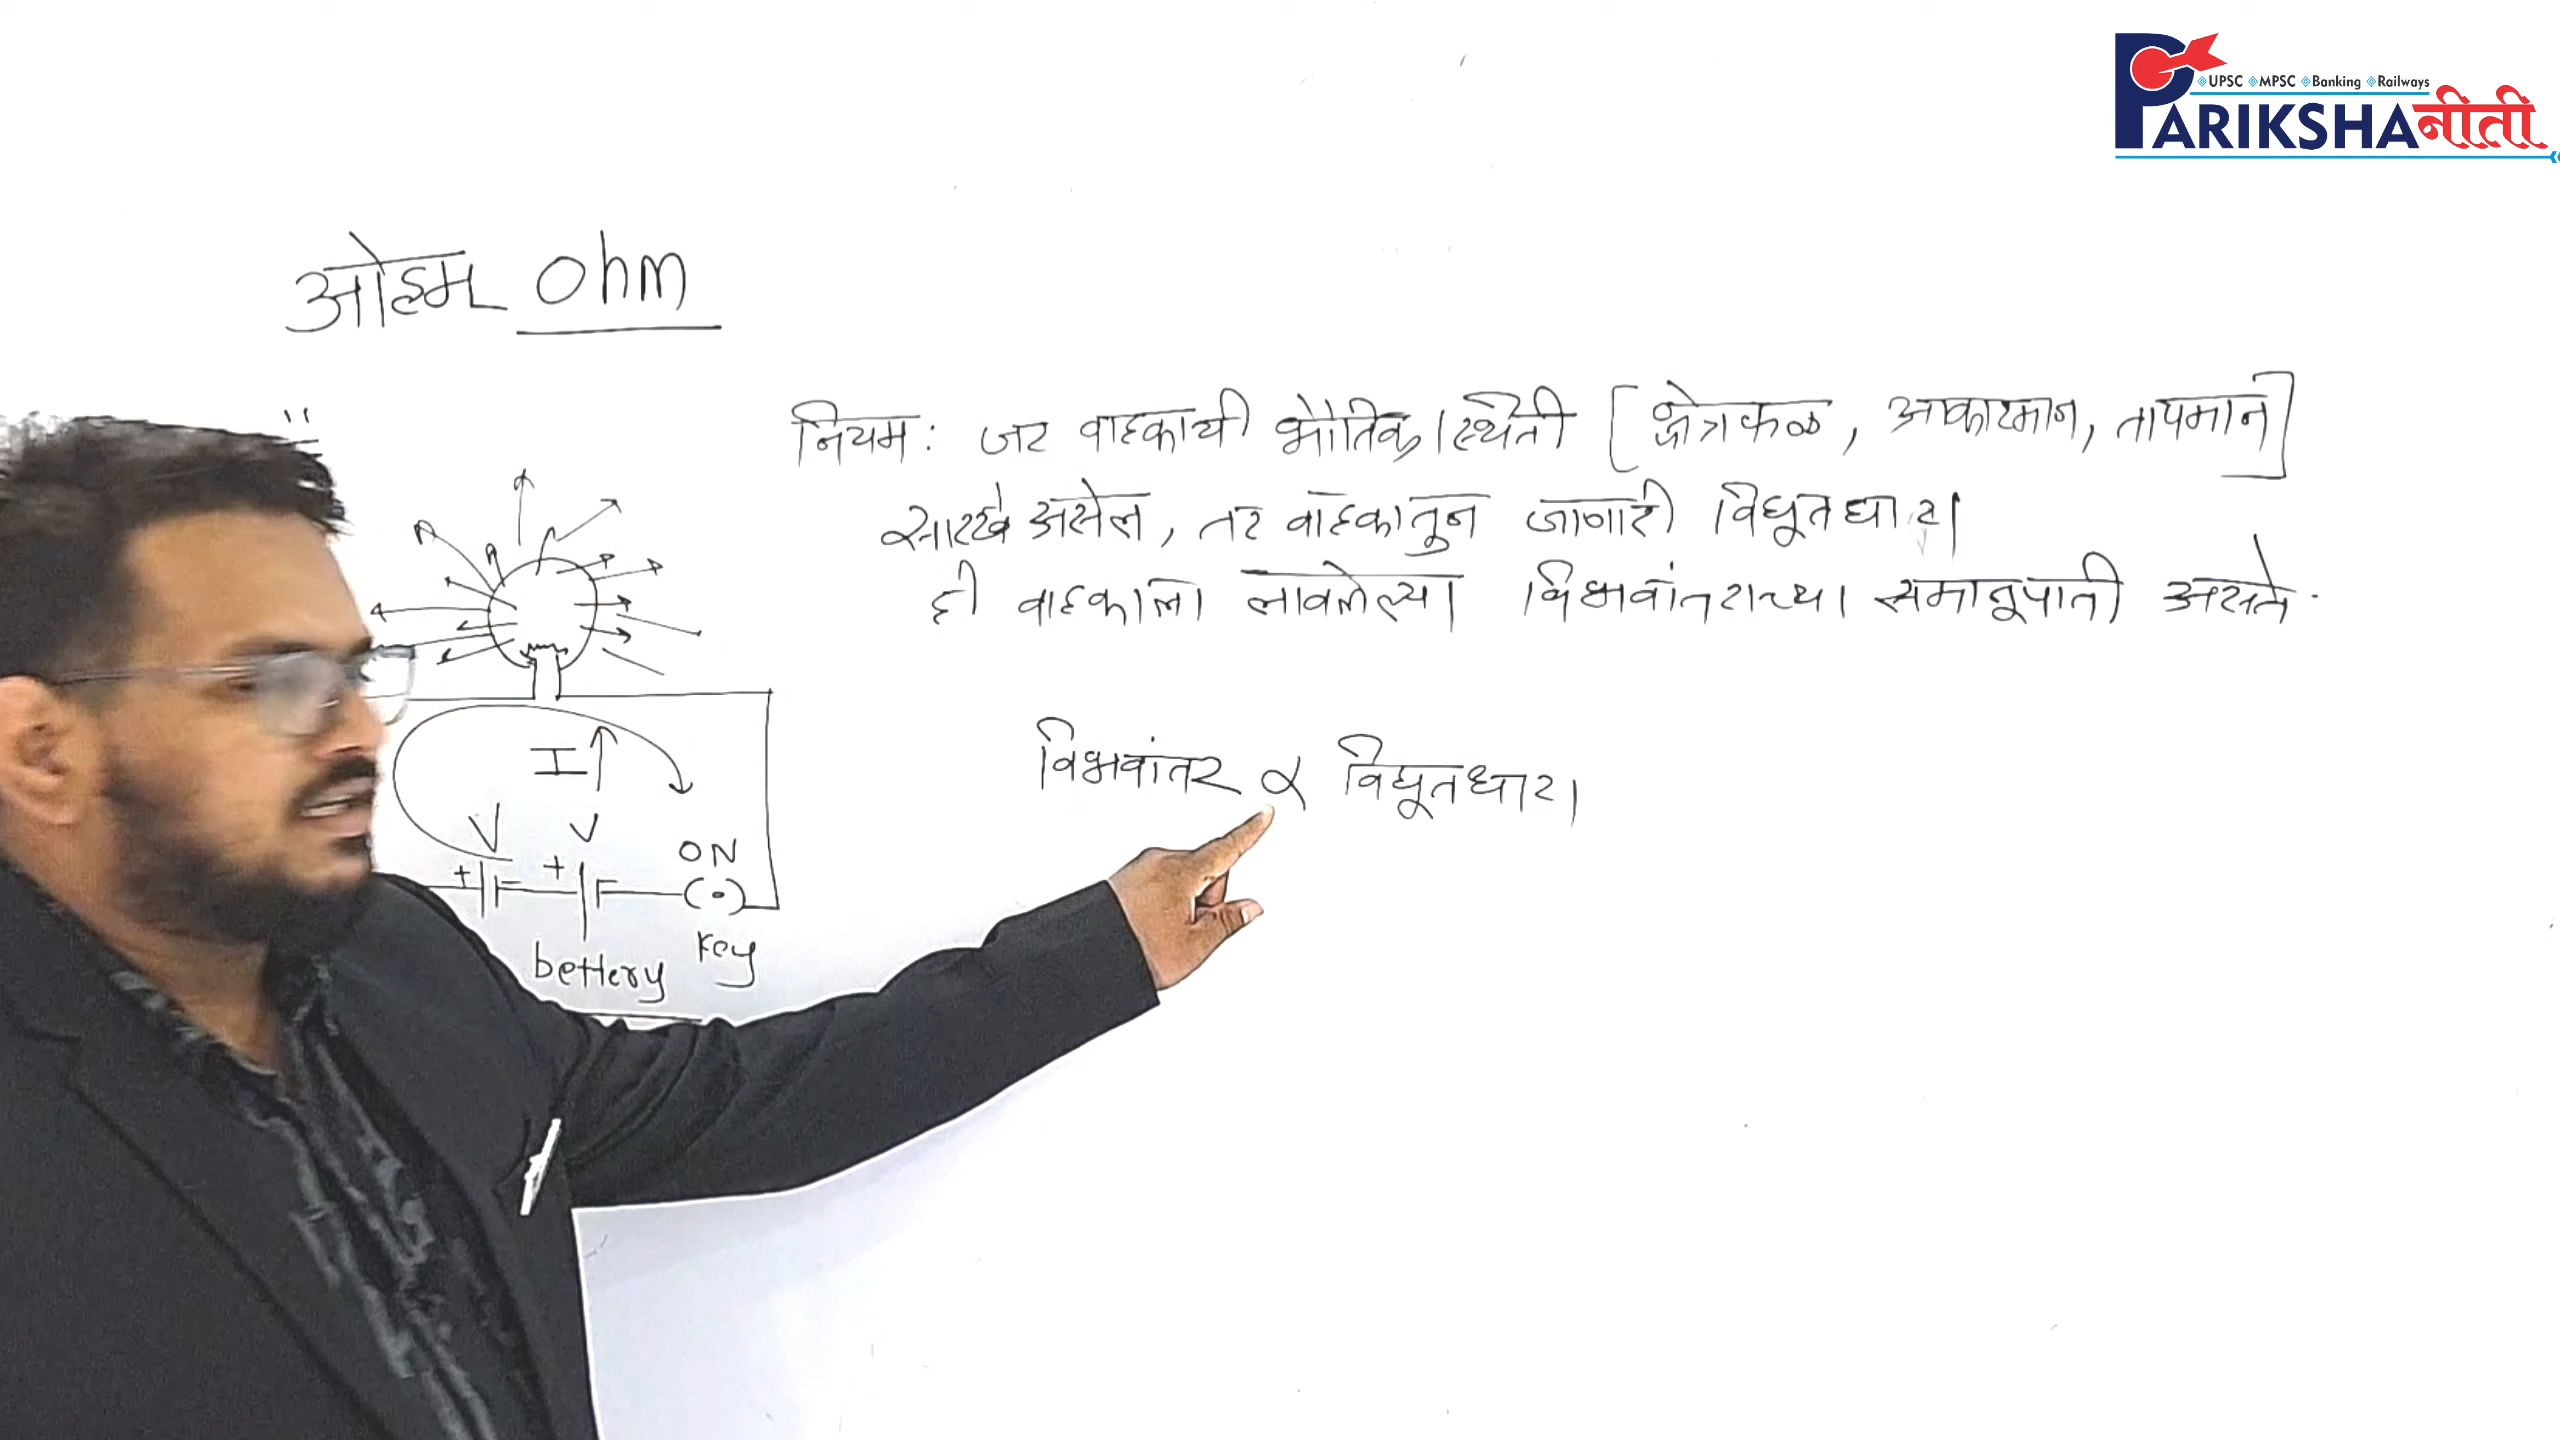 UPSC MPSC Banking Railways
PARIKSHAनीती
ओहम ohm
नियम: जर वाहकाची भौतिक स्थिती [क्षेत्रफळ, आकारमान, तापमान]
सारखे असेल, तर वाहकातुन जाणारी विद्यूतधारा
ही वाहकाला लावलेल्या विभवांतराच्या समानूपाती असते.
विभवांतर ∝ विद्यूतधारा
I↑
V V
+ + ON
(•)
bettery key